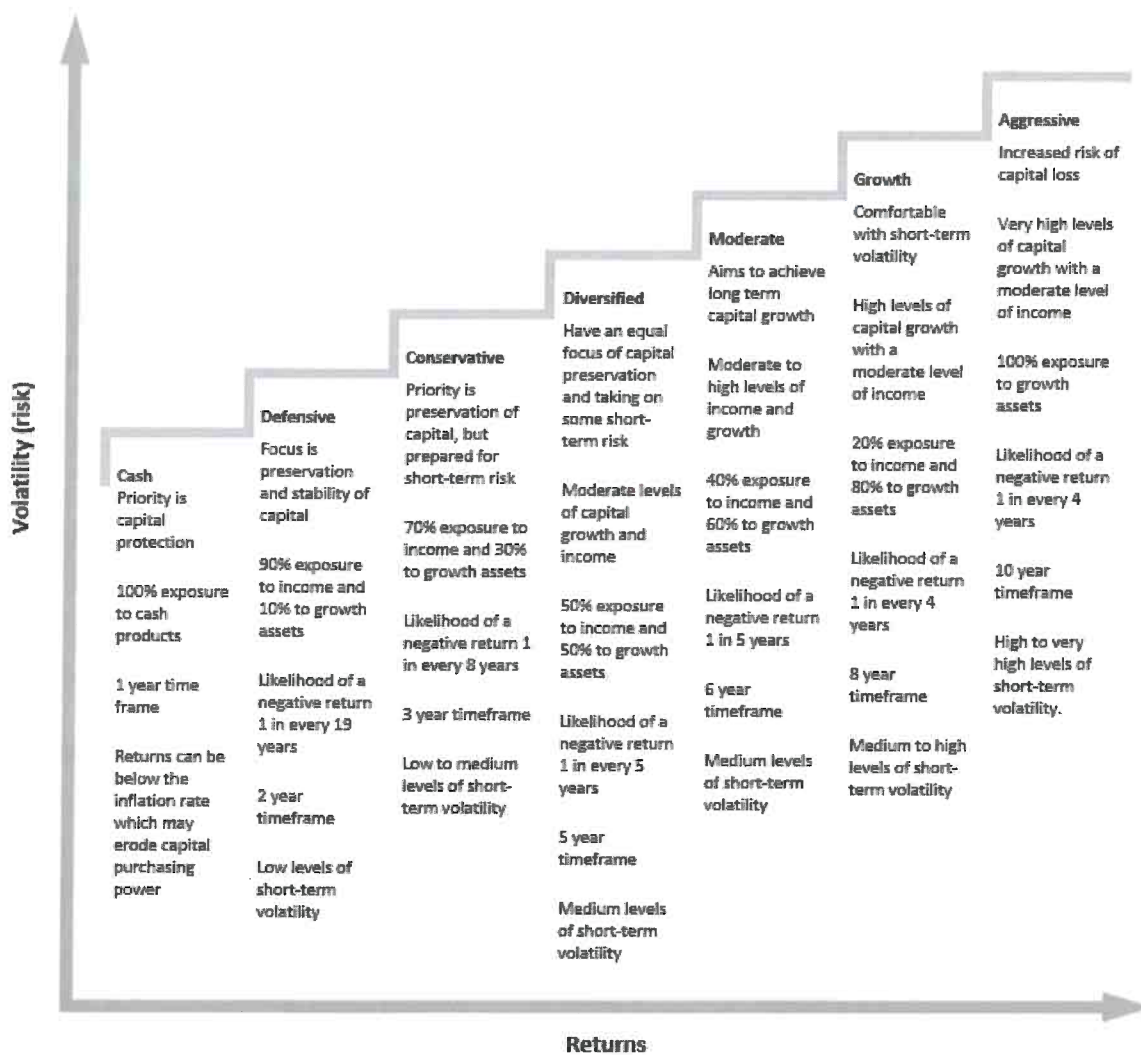 Volatility (risk)
Cash
Priority is
capital
protection
100% exposure
to cash
products
1 year time
frame
Returns can be
below the
inflation rate
which may
erode capital
purchasing
power
Defensive
Focus is
preservation
and stability of
capital
90% exposure
to income and
10% to growth
assets
Likelihood of a
negative return
1 in every 19
years
2 year
timeframe
Low levels of
short-term
volatility
Conservative
Priority is
preservation of
capital, but
prepared for
short-term risk
70% exposure to
income and 30%
to growth assets
Likelihood of a
negative return 1
in every 8 years
3 year timeframe
Low to medium
levels of short-
term volatility
Diversified
Have an equal
focus of capital
preservation
and taking on
some short-
term risk
Moderate levels
of capital
growth and
income
50% exposure
to income and
50% to growth
assets
Likelihood of a
negative return
1 in every 5
years
5 year
timeframe
Medium levels
of short-term
volatility
Moderate
Aims to achieve
long term
capital growth
Moderate to
high levels of
income and
growth
40% exposure
to income and
60% to growth
assets
Likelihood of a
negative return
1 in 5 years
6 year
timeframe
Medium levels
of short-term
volatility
Growth
Comfortable
with short-term
volatility
High levels of
capital growth
with a
moderate level
of income
20% exposure
to income and
80% to growth
assets
Likelihood of a
negative return
1 in every 4
years
8 year
timeframe
Medium to high
levels of short-
term volatility
Aggressive
Increased risk of
capital loss
Very high levels
of capital
growth with a
moderate level
of income
100% exposure
to growth
assets
Likelihood of a
negative return
1 in every 4
years
10 year
timeframe
High to very
high levels of
short-term
volatility.
Returns